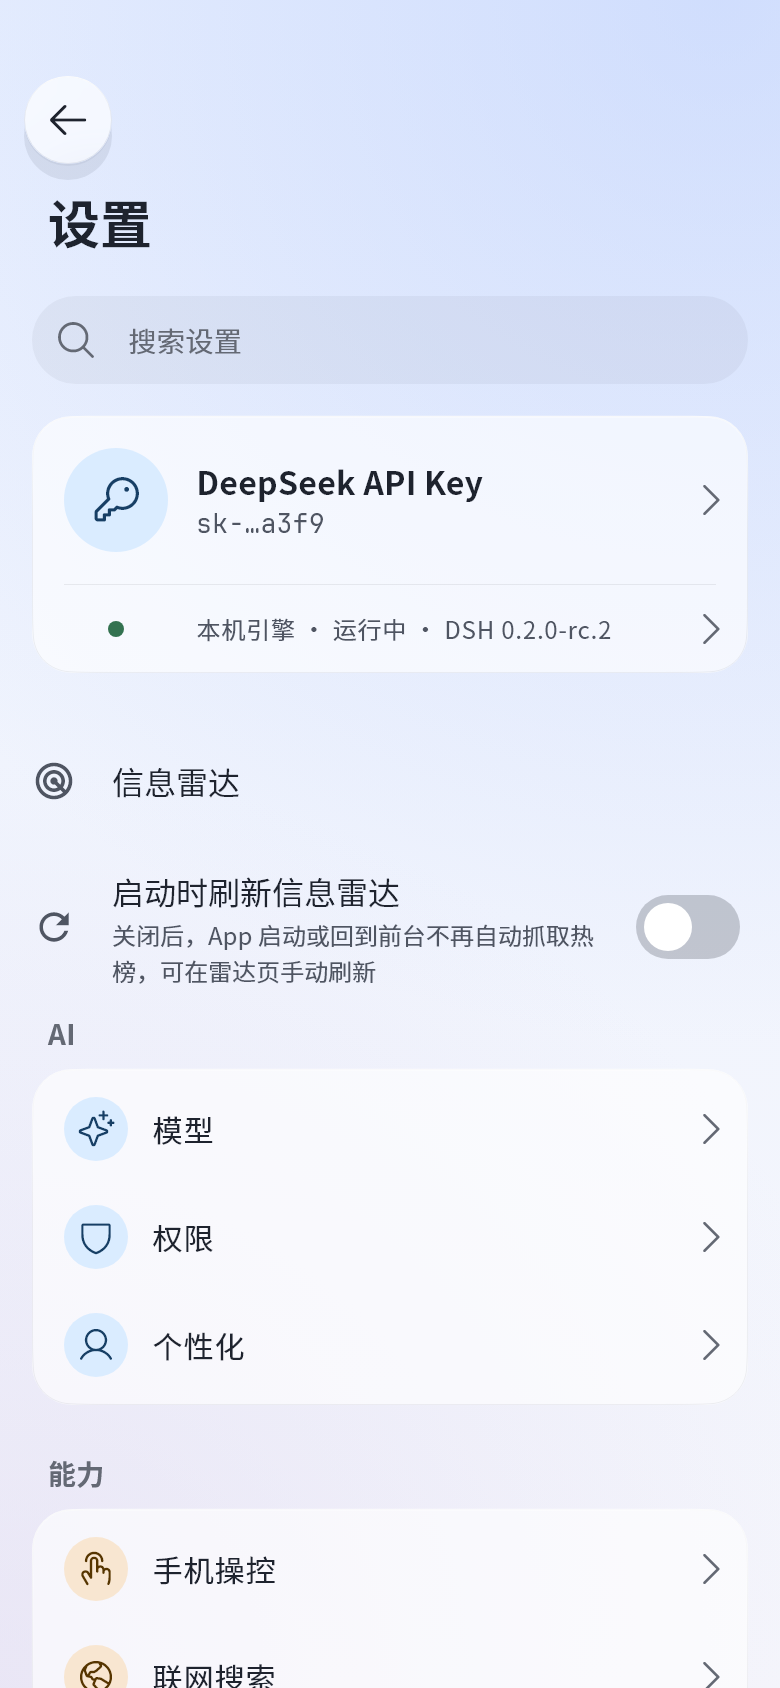 设置
搜索设置
DeepSeek API Key
sk-…a3f9
本机引擎 · 运行中 · DSH 0.2.0-rc.2
信息雷达
启动时刷新信息雷达
关闭后，App 启动或回到前台不再自动抓取热
榜，可在雷达页手动刷新
AI
模型
权限
个性化
能力
手机操控
联网搜索